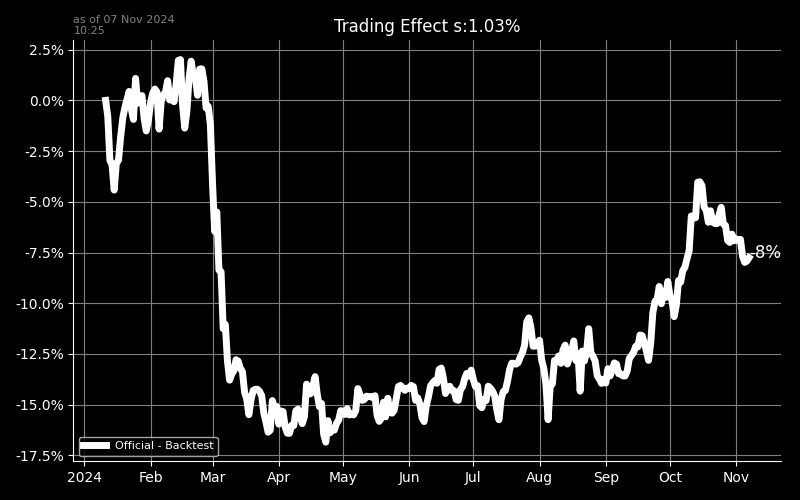 as of 07 Nov 2024
10:25
Trading Effect s:1.03%
2.5%
0.0%
-2.5%
-5.0%
-7.5%
-10.0%
-12.5%
-15.0%
-17.5%
-8%
Official - Backtest
2024 Feb Mar Apr May Jun Jul Aug Sep Oct Nov